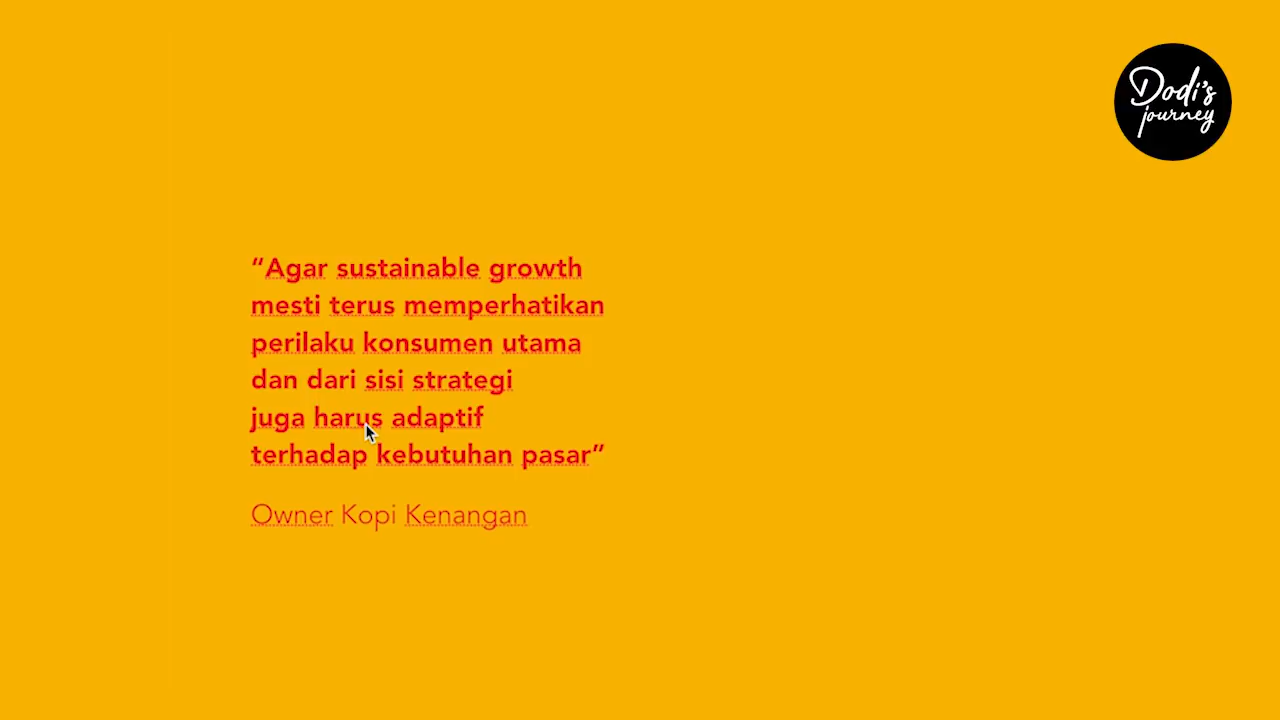 Dodi's
journey
“Agar sustainable growth
mesti terus memperhatikan
perilaku konsumen utama
dan dari sisi strategi
juga harus adaptif
terhadap kebutuhan pasar”
Owner Kopi Kenangan